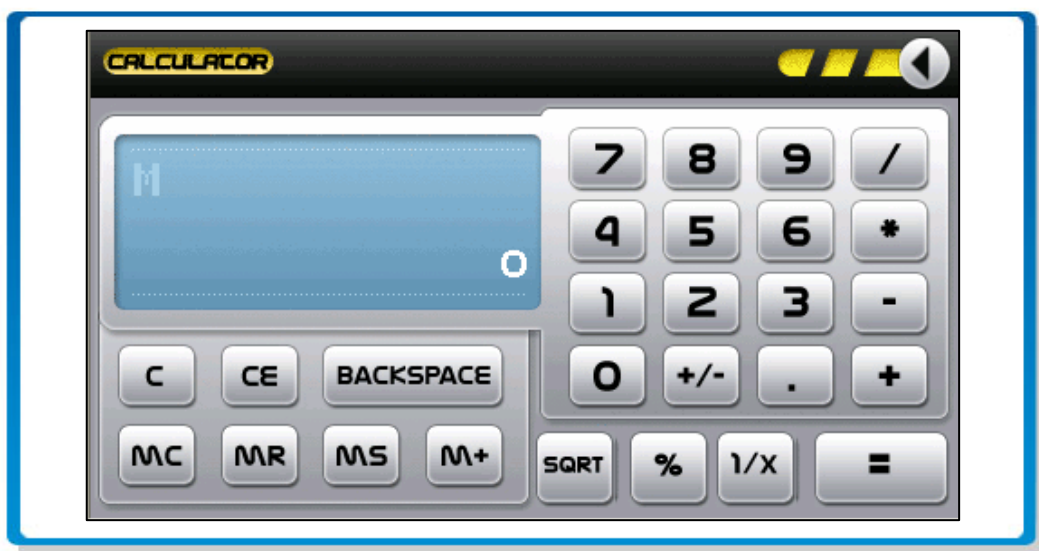 CALCULATOR
M
0
7 8 9 /
4 5 6 *
1 2 3 -
0 +/- . +
C CE BACKSPACE
MC MR MS M+
SQRT % 1/X =